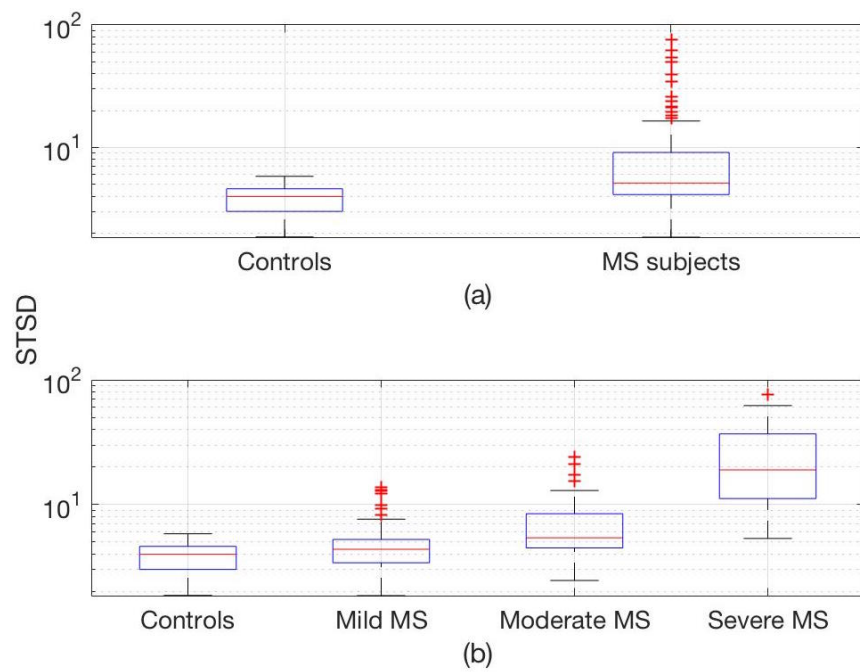 10^2
10^1
Controls MS subjects
(a)
STSD
10^2
10^1
Controls Mild MS Moderate MS Severe MS
(b)